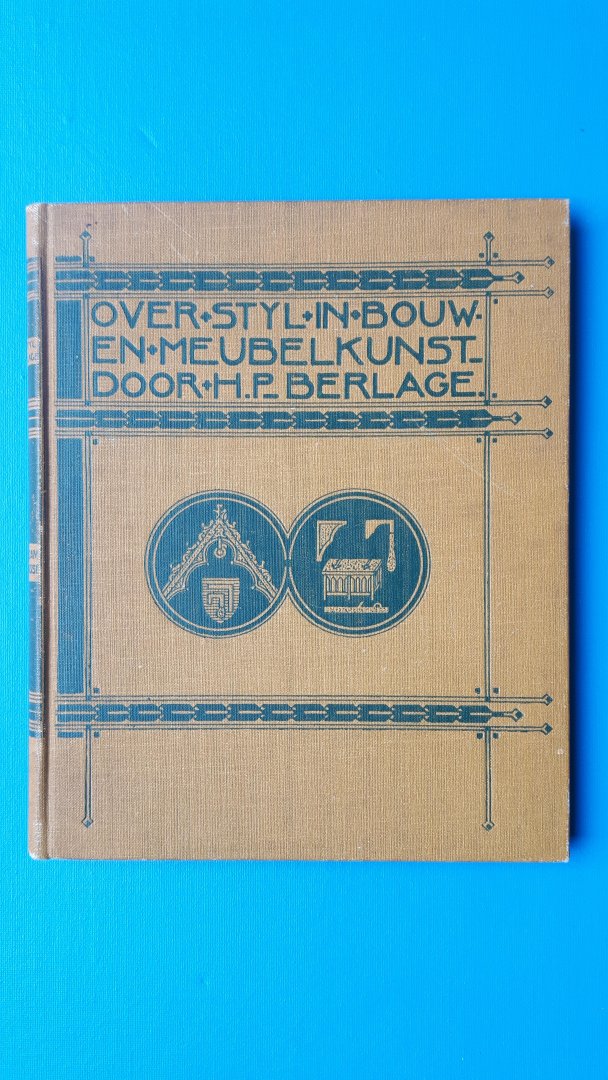 OVER STYL IN BOUW-
EN MEUBELKUNST
DOOR H.P. BERLAGE.